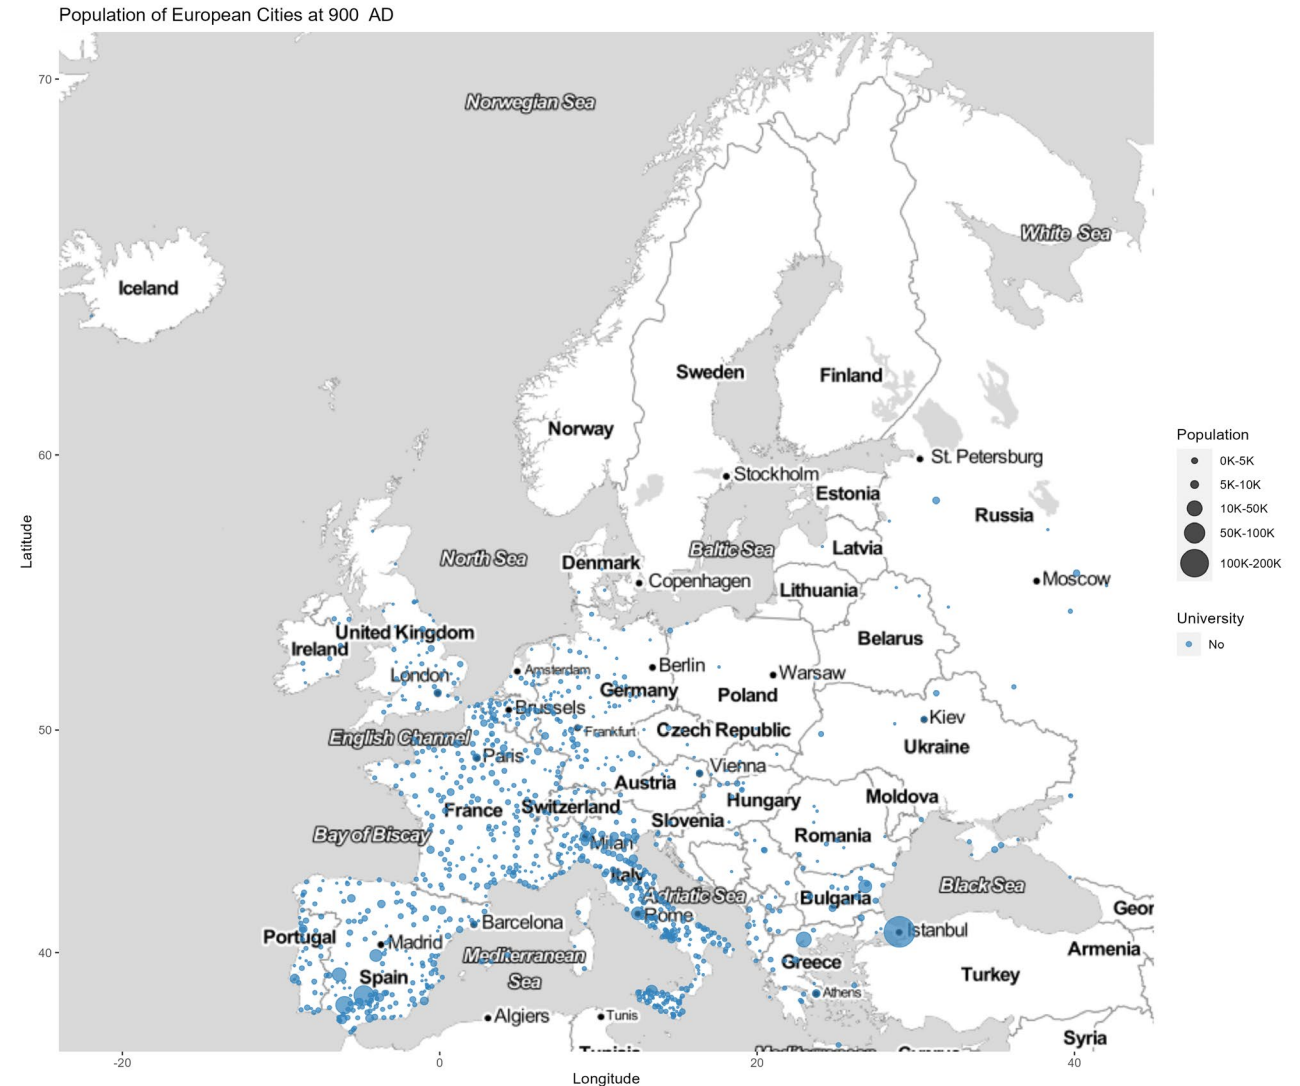 Population of European Cities at 900 AD
70
Norwegian Sea
White Sea
Iceland
Sweden
Finland
Norway
60
St. Petersburg
Stockholm
Estonia
Russia
Population
0K-5K
5K-10K
10K-50K
50K-100K
100K-200K
Latitude
North Sea
Baltic Sea
Latvia
Denmark
Moscow
Copenhagen
Lithuania
University
No
United Kingdom
Belarus
Ireland
London
Amsterdam
Berlin
Warsaw
Germany
Poland
Brussels
Kiev
50
English Channel
Frankfurt
Czech Republic
Ukraine
Paris
Vienna
Austria
Hungary
Moldova
France
Switzerland
Slovenia
Bay of Biscay
Romania
Milan
Italy
Adriatic Sea
Black Sea
Bulgaria
Rome
Geor
Barcelona
Istanbul
Portugal
Madrid
Armenia
40
Mediterranean
Sea
Greece
Spain
Turkey
Athens
Algiers
Tunis
Syria
Tunisia
Mediterranean
Cyprus
-20
0
20
40
Longitude